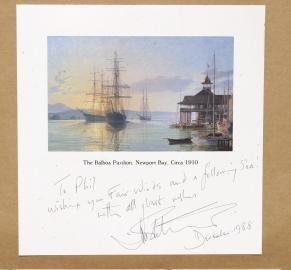 The Balboa Pavilion, Newport Bay, Circa 1910
To Phil
wishing you Fair Winds and a following Sea!
with all best wishes
December 1988